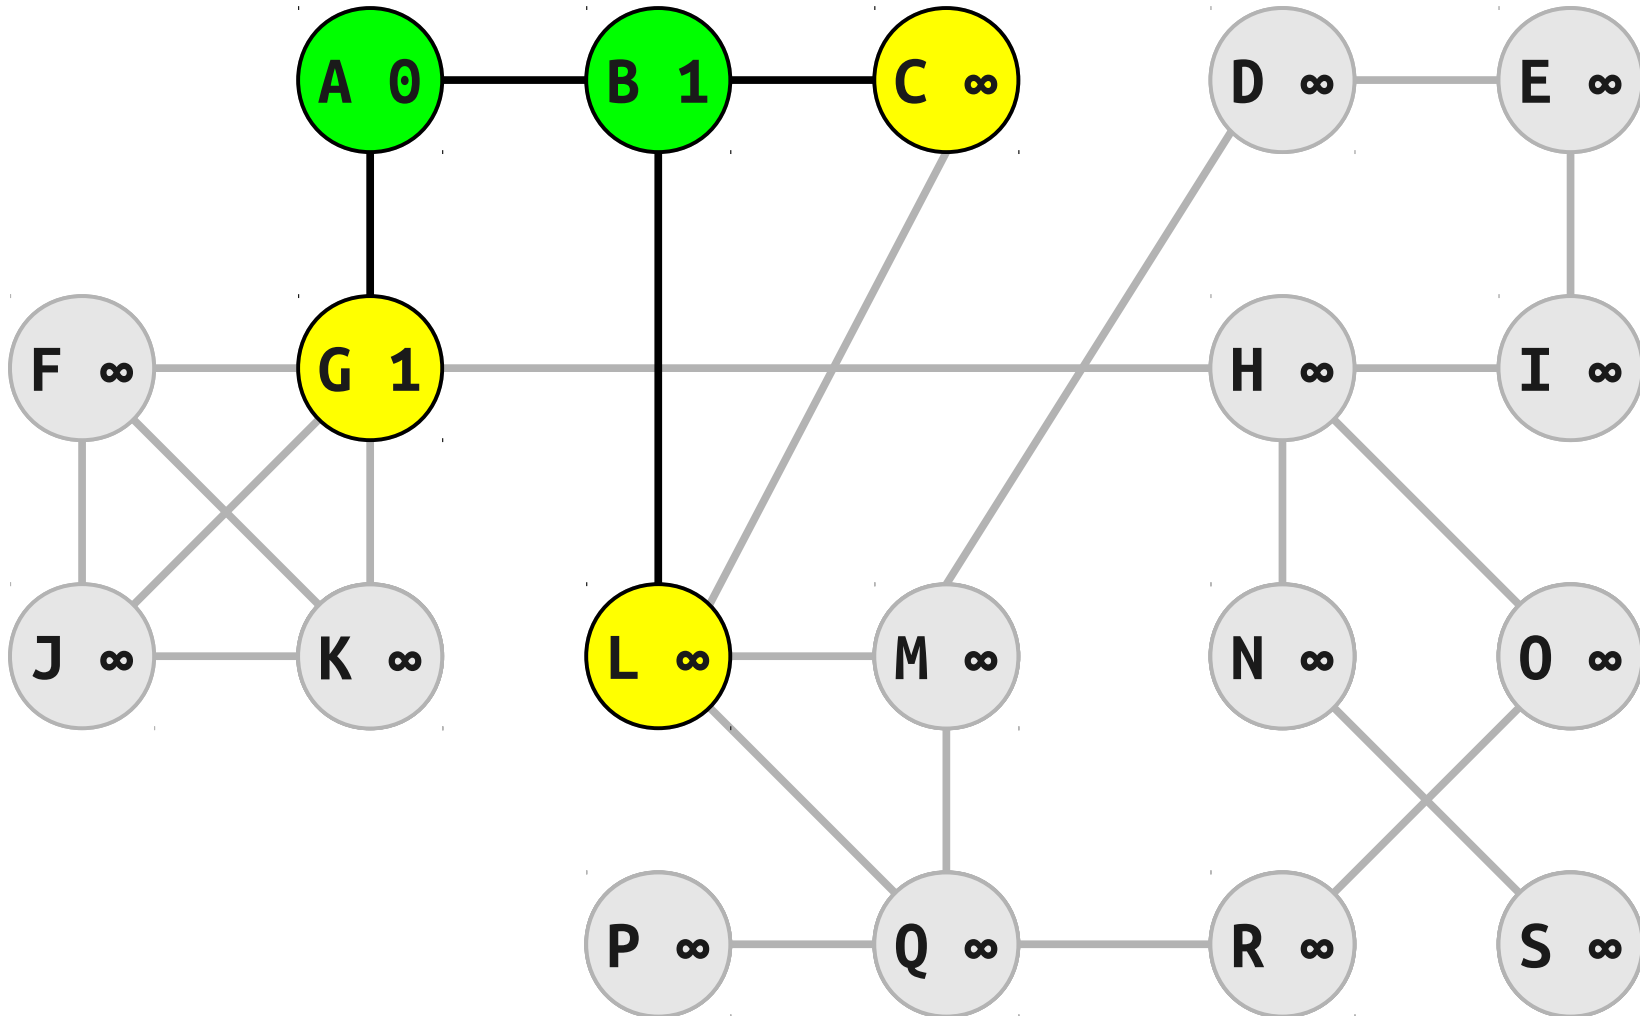 A 0 B 1 C ∞ D ∞ E ∞
F ∞ G 1 H ∞ I ∞
J ∞ K ∞ L ∞ M ∞ N ∞ O ∞
P ∞ Q ∞ R ∞ S ∞